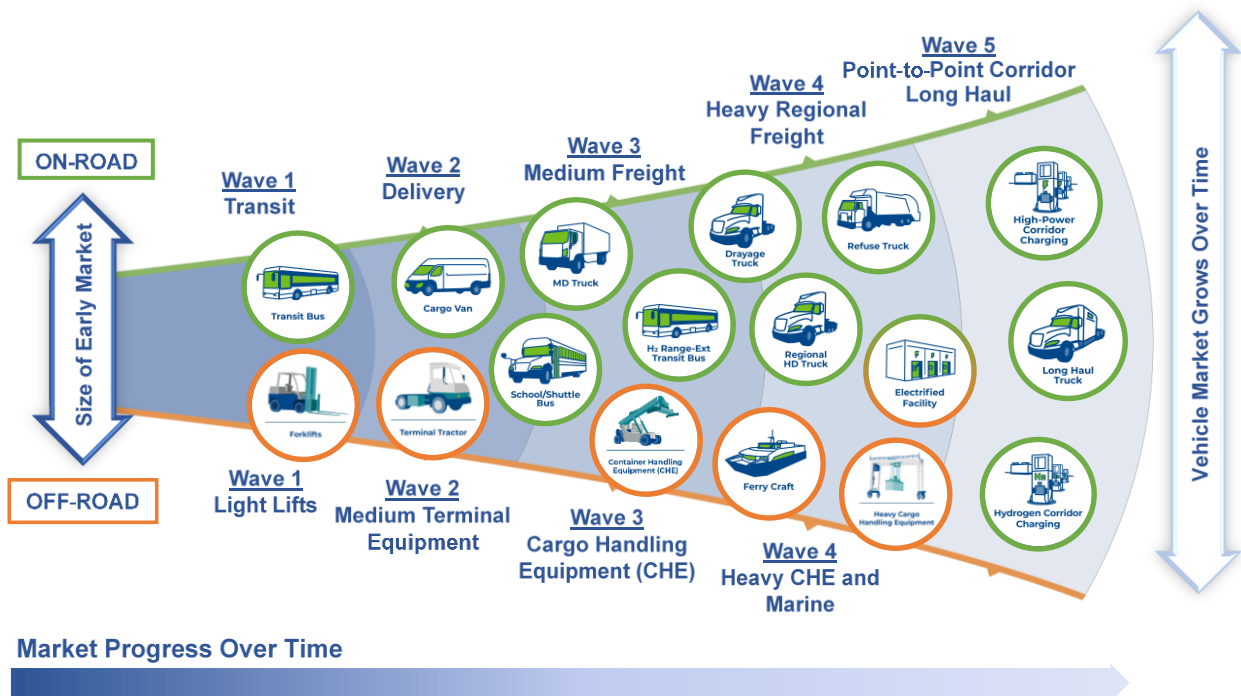 Wave 5
Point-to-Point Corridor
Long Haul
Wave 4
Heavy Regional
Freight
Wave 3
Medium Freight
Wave 2
Delivery
Wave 1
Transit
ON-ROAD
Size of Early Market
OFF-ROAD
Vehicle Market Grows Over Time
Transit Bus
Cargo Van
MD Truck
Drayage
Truck
Refuse Truck
High-Power
Corridor
Charging
School/Shuttle
Bus
H₂ Range-Ext
Transit Bus
Regional
HD Truck
Electrified
Facility
Long Haul
Truck
Forklifts
Terminal Tractor
Container Handling
Equipment (CHE)
Ferry Craft
Heavy Cargo
Handling Equipment
Hydrogen Corridor
Charging
Wave 1
Light Lifts
Wave 2
Medium Terminal
Equipment
Wave 3
Cargo Handling
Equipment (CHE)
Wave 4
Heavy CHE and
Marine
Market Progress Over Time